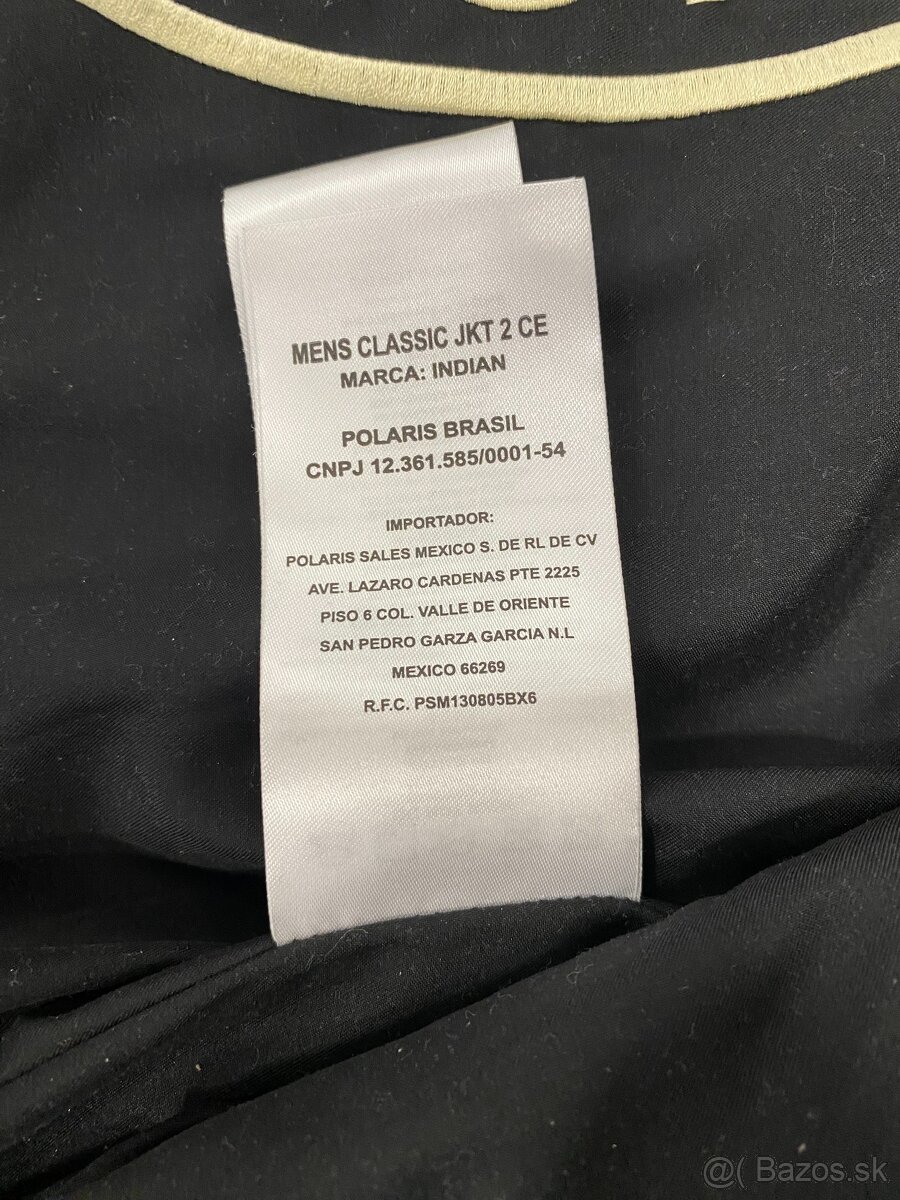 MENS CLASSIC JKT 2 CE
MARCA: INDIAN
POLARIS BRASIL
CNPJ 12.361.585/0001-54
IMPORTADOR:
POLARIS SALES MEXICO S. DE RL DE CV
AVE. LAZARO CARDENAS PTE 2225
PISO 6 COL. VALLE DE ORIENTE
SAN PEDRO GARZA GARCIA N.L
MEXICO 66269
R.F.C. PSM130805BX6
@( Bazos.sk